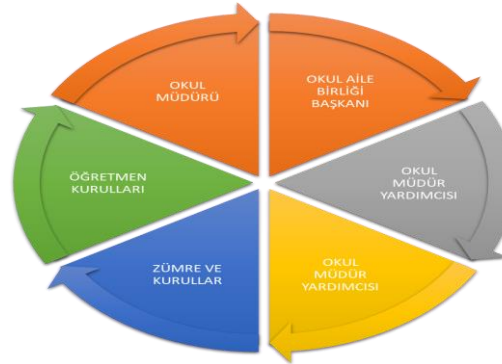 OKUL
MÜDÜRÜ
OKUL AİLE
BİRLİĞİ
BAŞKANI
OKUL
MÜDÜR
YARDIMCISI
OKUL
MÜDÜR
YARDIMCISI
ZÜMRE VE
KURULLAR
ÖĞRETMEN
KURULLARI